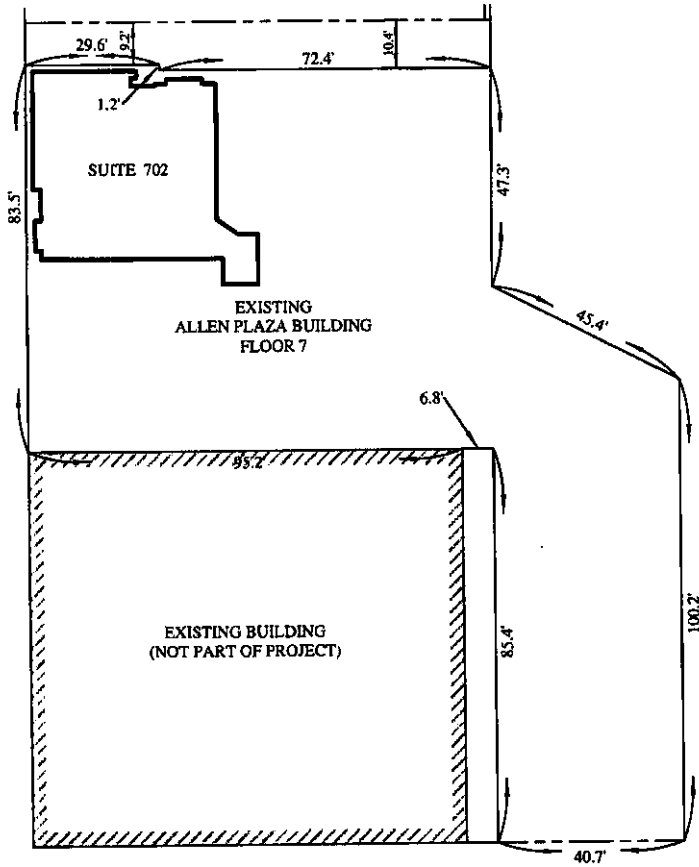 9.2'
10.4'
29.6'
72.4'
1.2'
SUITE 702
83.5'
47.3'
EXISTING
ALLEN PLAZA BUILDING
FLOOR 7
45.4'
6.8'
95.2'
EXISTING BUILDING
(NOT PART OF PROJECT)
85.4'
100.2'
40.7'